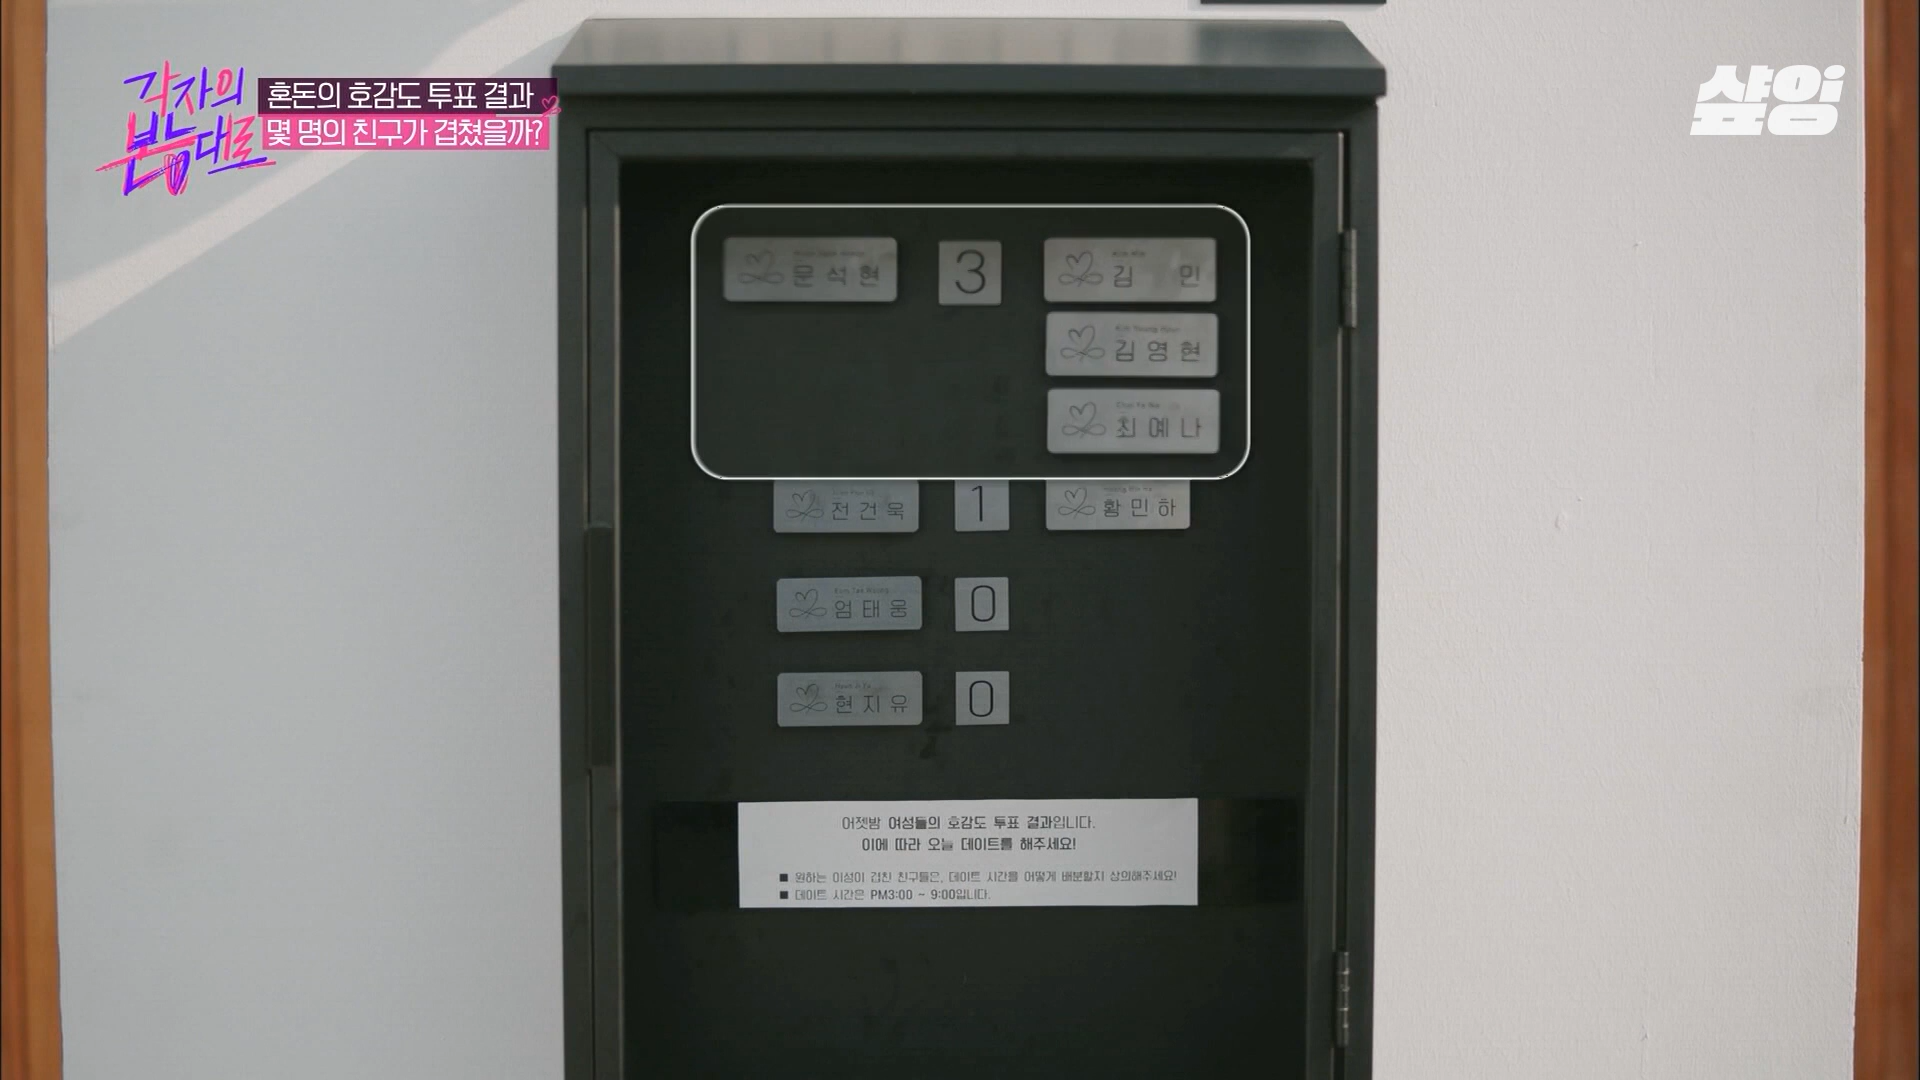 각자의
본능대로
혼돈의 호감도 투표 결과
몇 명의 친구가 겹쳤을까?
샾잉
문석현 3 김 민
김영현
최예나
전건욱 1 황민하
엄태웅 0
현지유 0
어젯밤 여성들의 호감도 투표 결과입니다.
이에 따라 오늘 데이트를 해주세요!
■ 원하는 이성이 겹친 친구들은, 데이트 시간을 어떻게 배분할지 상의해주세요!
■ 데이트 시간은 PM3:00 ~ 9:00입니다.